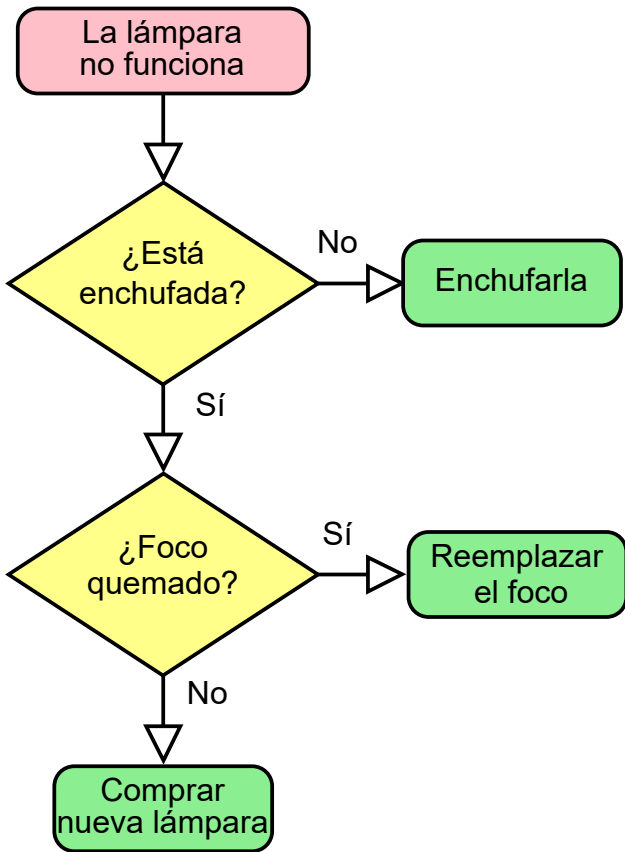 La lámpara
no funciona
¿Está
enchufada?
No
Enchufarla
Sí
¿Foco
quemado?
Sí
Reemplazar
el foco
No
Comprar
nueva lámpara